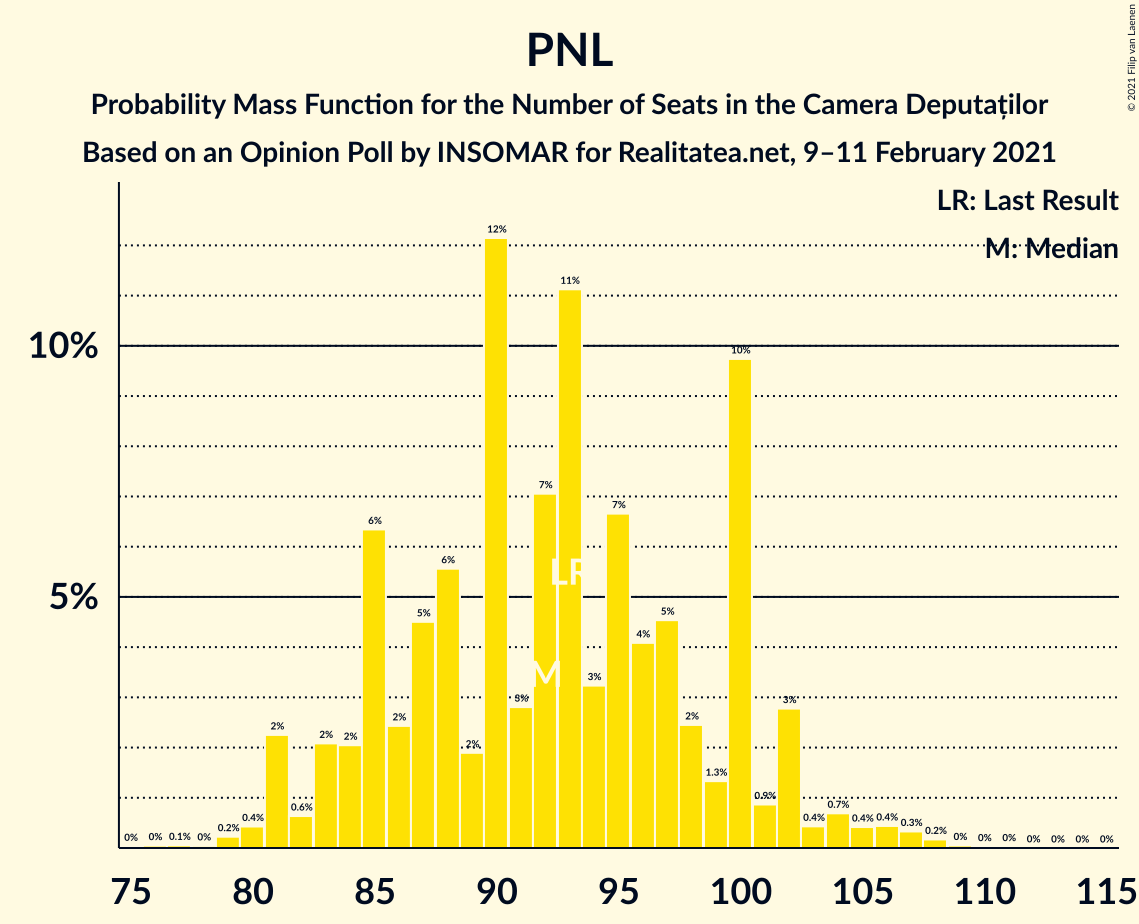 PNL
Probability Mass Function for the Number of Seats in the Camera Deputaților
Based on an Opinion Poll by INSOMAR for Realitatea.net, 9–11 February 2021
© 2021 Filip van Laenen
LR: Last Result
M: Median
10%
5%
0% 0% 0.1% 0% 0.2% 0.4% 2% 0.6% 2% 2% 6% 2% 5% 6% 2% 12% 3% 7% 11% 3% 7% 4% 5% 2% 1.3% 10% 0.9% 3% 0.4% 0.7% 0.4% 0.4% 0.3% 0.2% 0% 0% 0% 0% 0% 0% 0%
LR
M
75 80 85 90 95 100 105 110 115